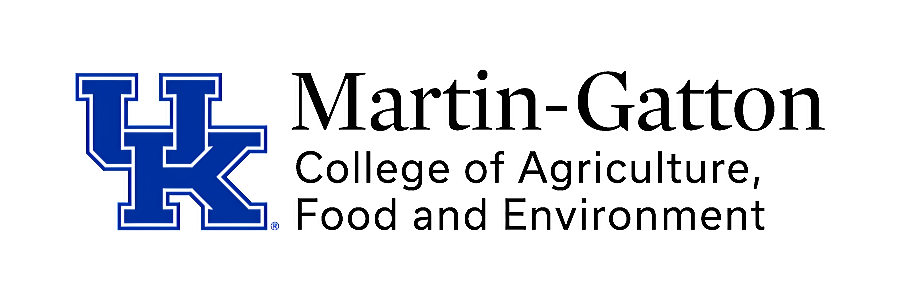 UK®
Martin-Gatton
College of Agriculture,
Food and Environment